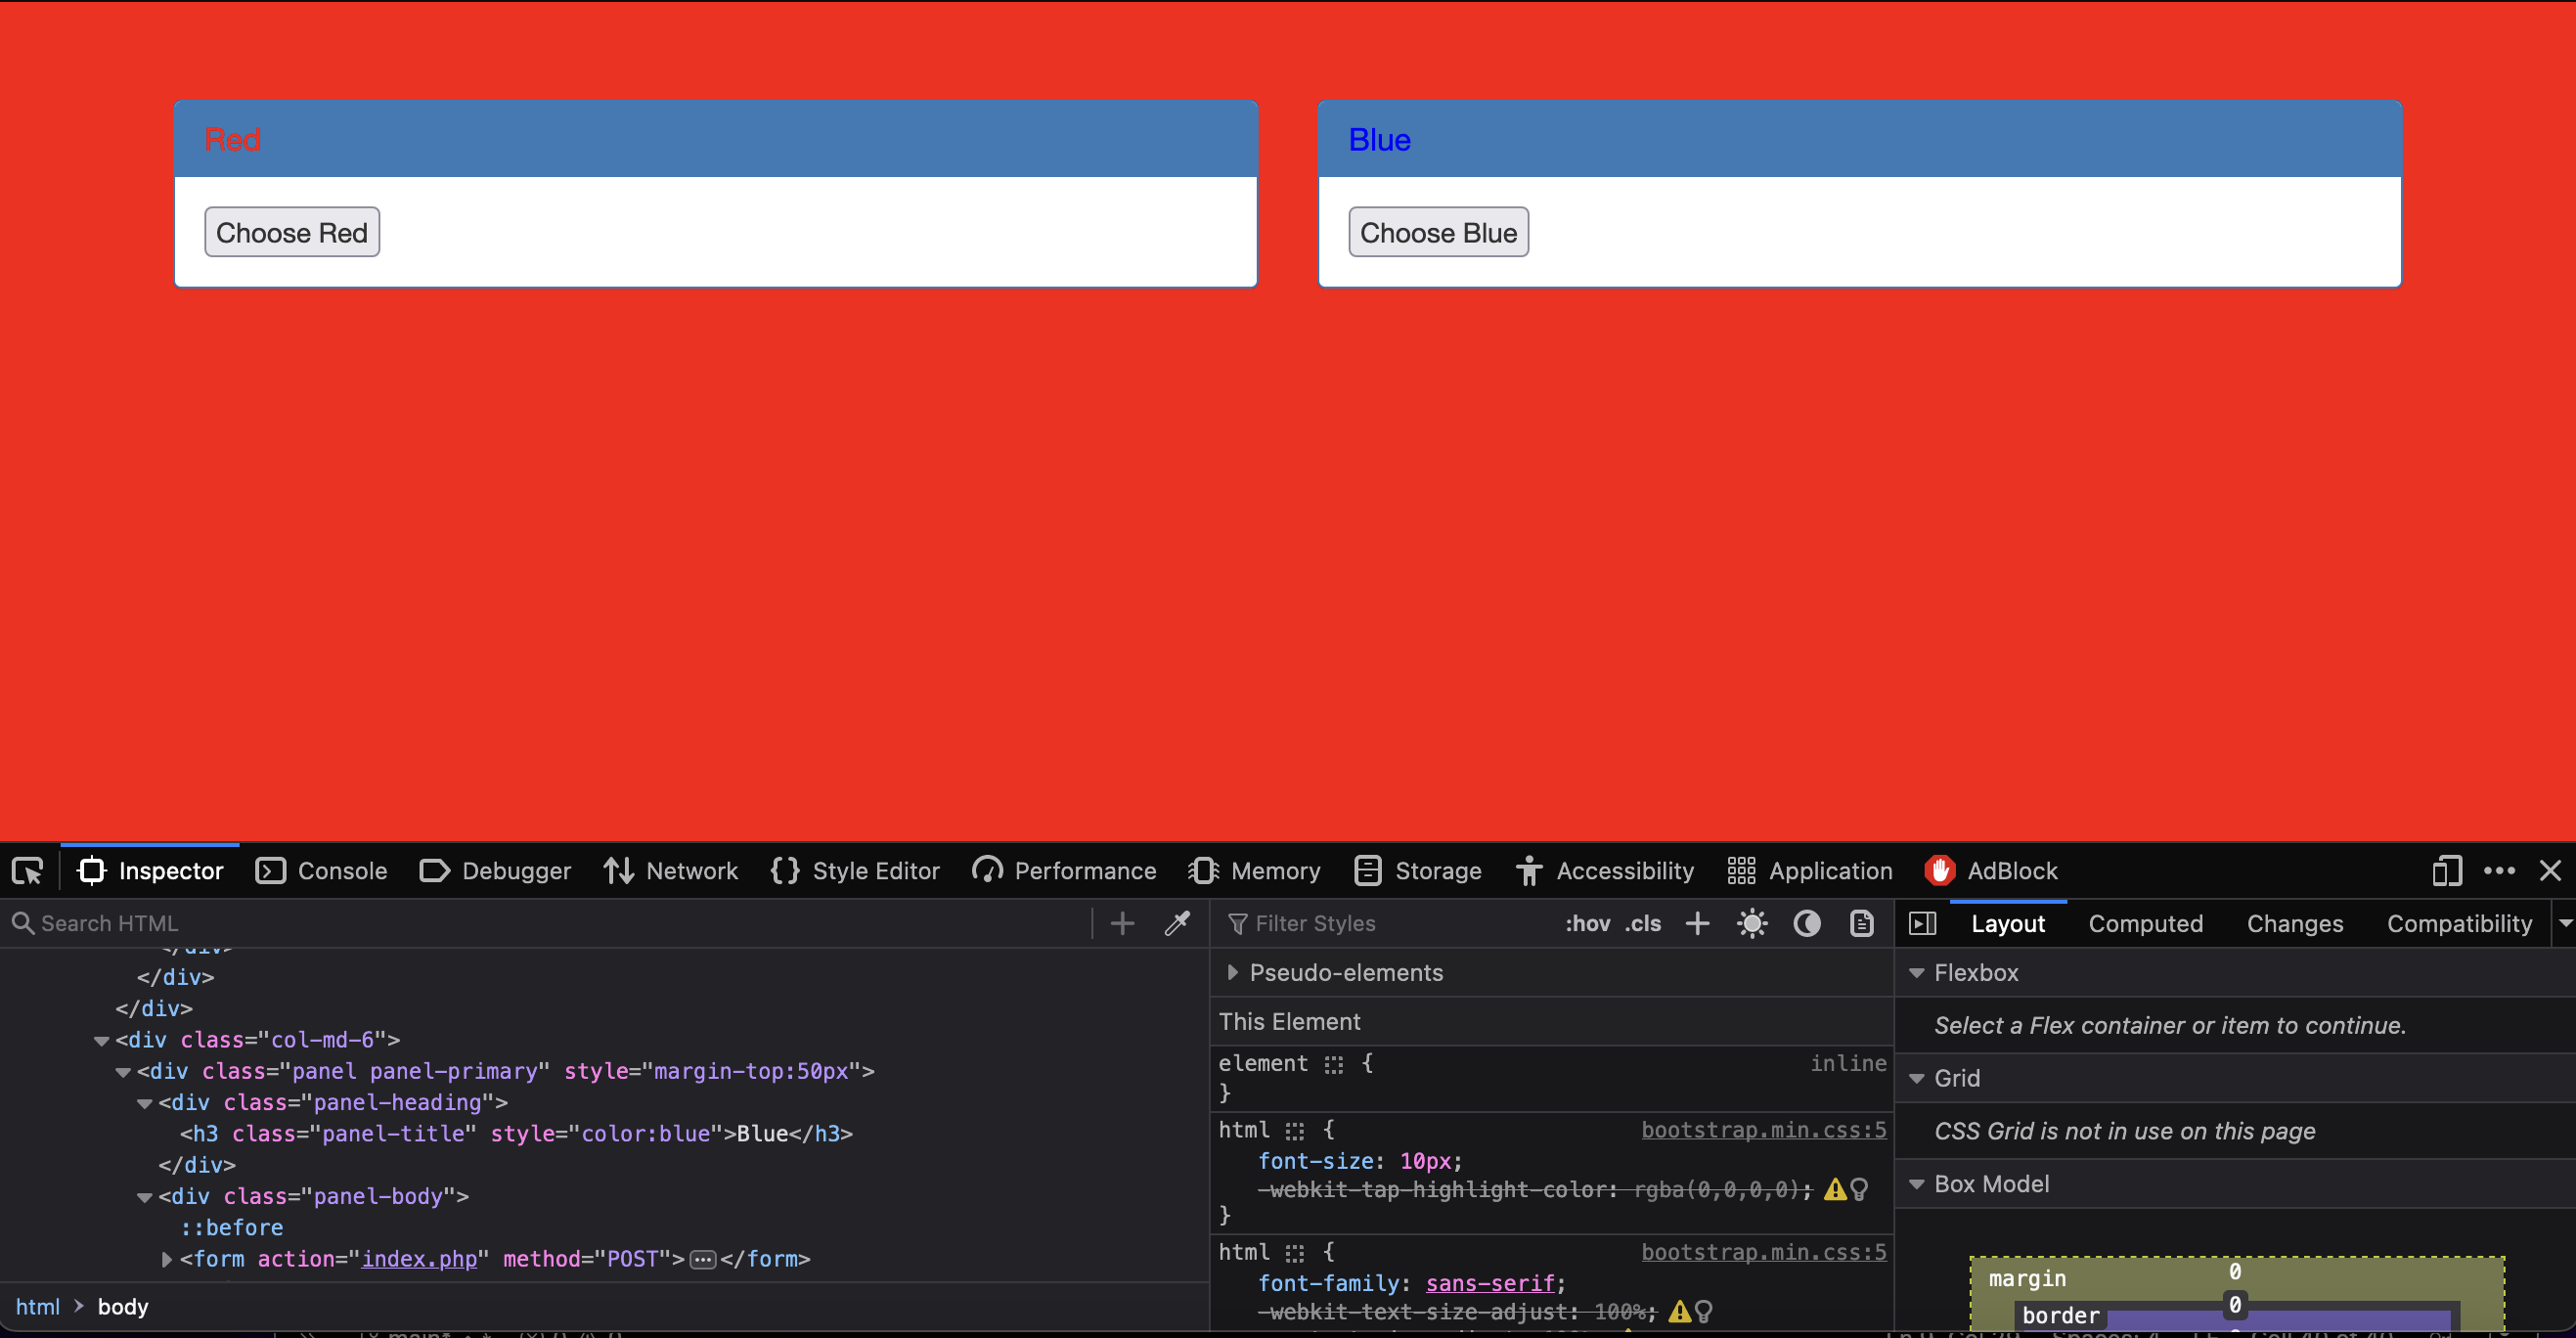 Red
Blue
Choose Red
Choose Blue
Inspector Console Debugger Network Style Editor Performance Memory Storage Accessibility Application AdBlock
Search HTML
Filter Styles
:hov .cls
Layout Computed Changes Compatibility
</div>
</div>
</div>
<div class="col-md-6">
<div class="panel panel-primary" style="margin-top:50px">
<div class="panel-heading">
<h3 class="panel-title" style="color:blue">Blue</h3>
</div>
<div class="panel-body">
::before
<form action="index.php" method="POST"></form>
html > body
Pseudo-elements
This Element
element {
inline
}
html {
bootstrap.min.css:5
font-size: 10px;
-webkit-tap-highlight-color: rgba(0,0,0,0);
}
html {
bootstrap.min.css:5
font-family: sans-serif;
-webkit-text-size-adjust: 100%;
Flexbox
Select a Flex container or item to continue.
Grid
CSS Grid is not in use on this page
Box Model
margin
0
border
0